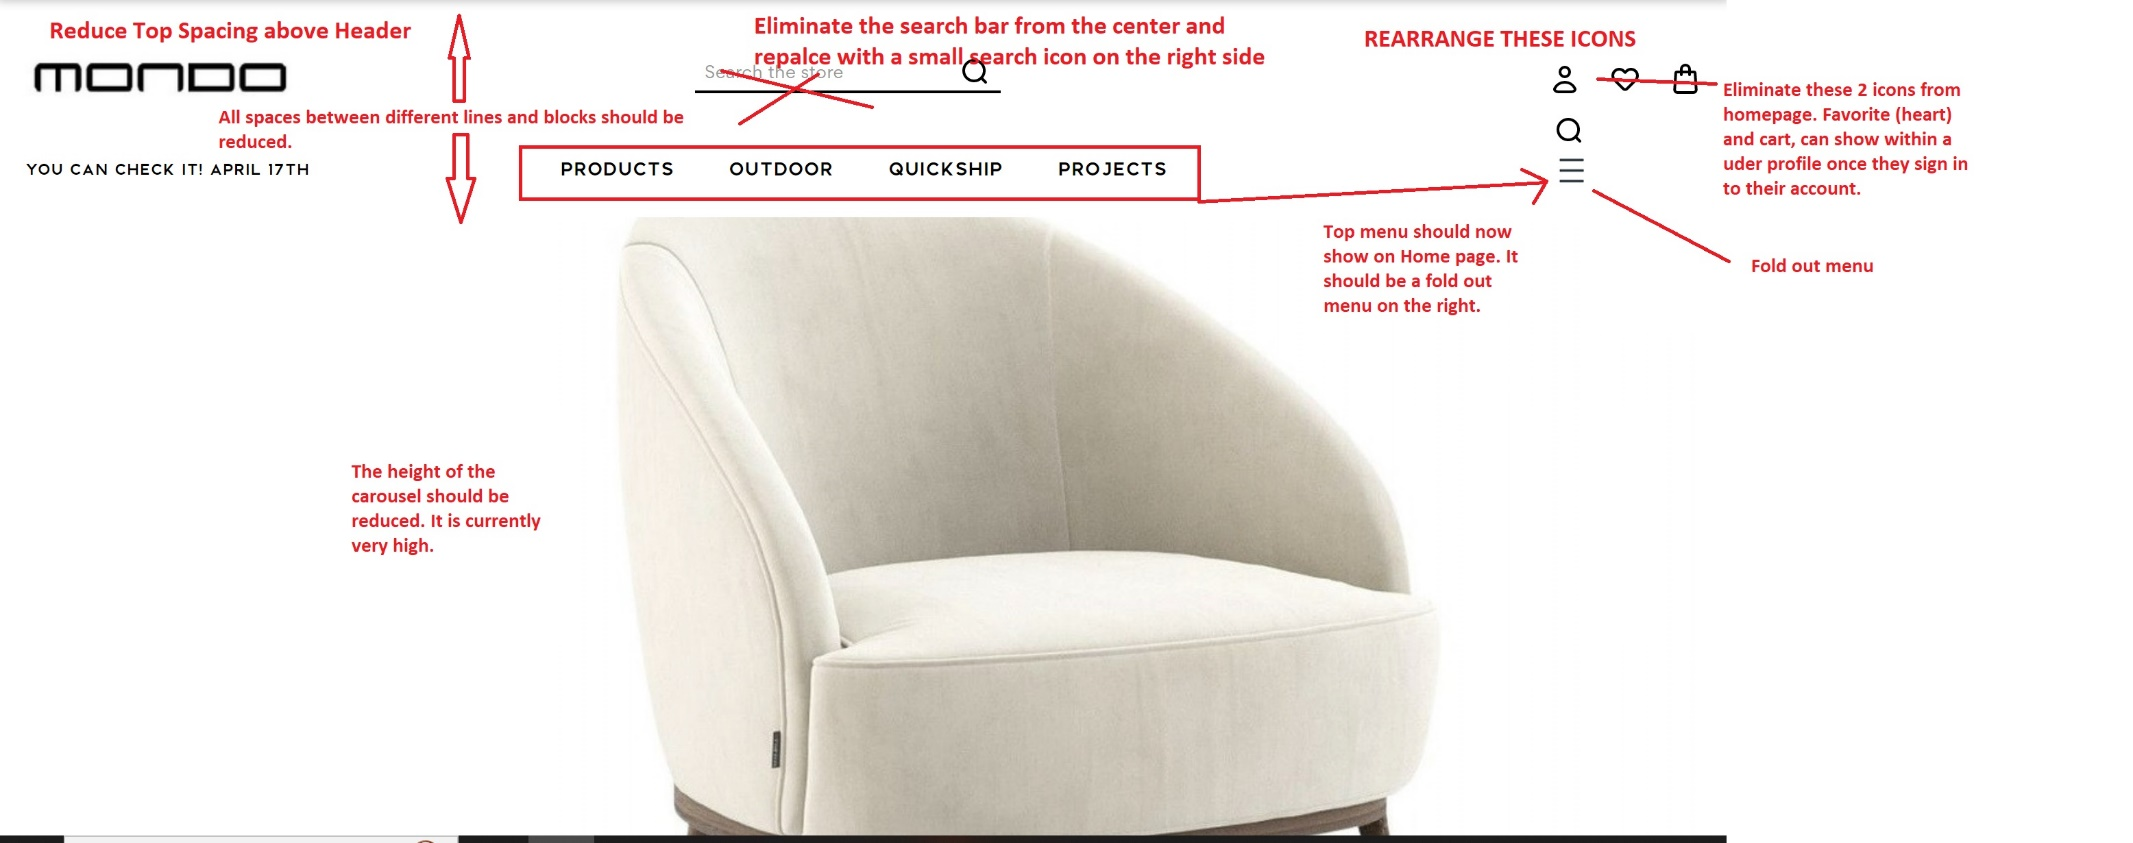 Reduce Top Spacing above Header
Eliminate the search bar from the center and
repalce with a small search icon on the right side
REARRANGE THESE ICONS
mondo
Search the store
Eliminate these 2 icons from
homepage. Favorite (heart)
and cart, can show within a
uder profile once they sign in
to their account.
All spaces between different lines and blocks should be
reduced.
YOU CAN CHECK IT! APRIL 17TH
PRODUCTS OUTDOOR QUICKSHIP PROJECTS
Top menu should now
show on Home page. It
should be a fold out
menu on the right.
Fold out menu
The height of the
carousel should be
reduced. It is currently
very high.